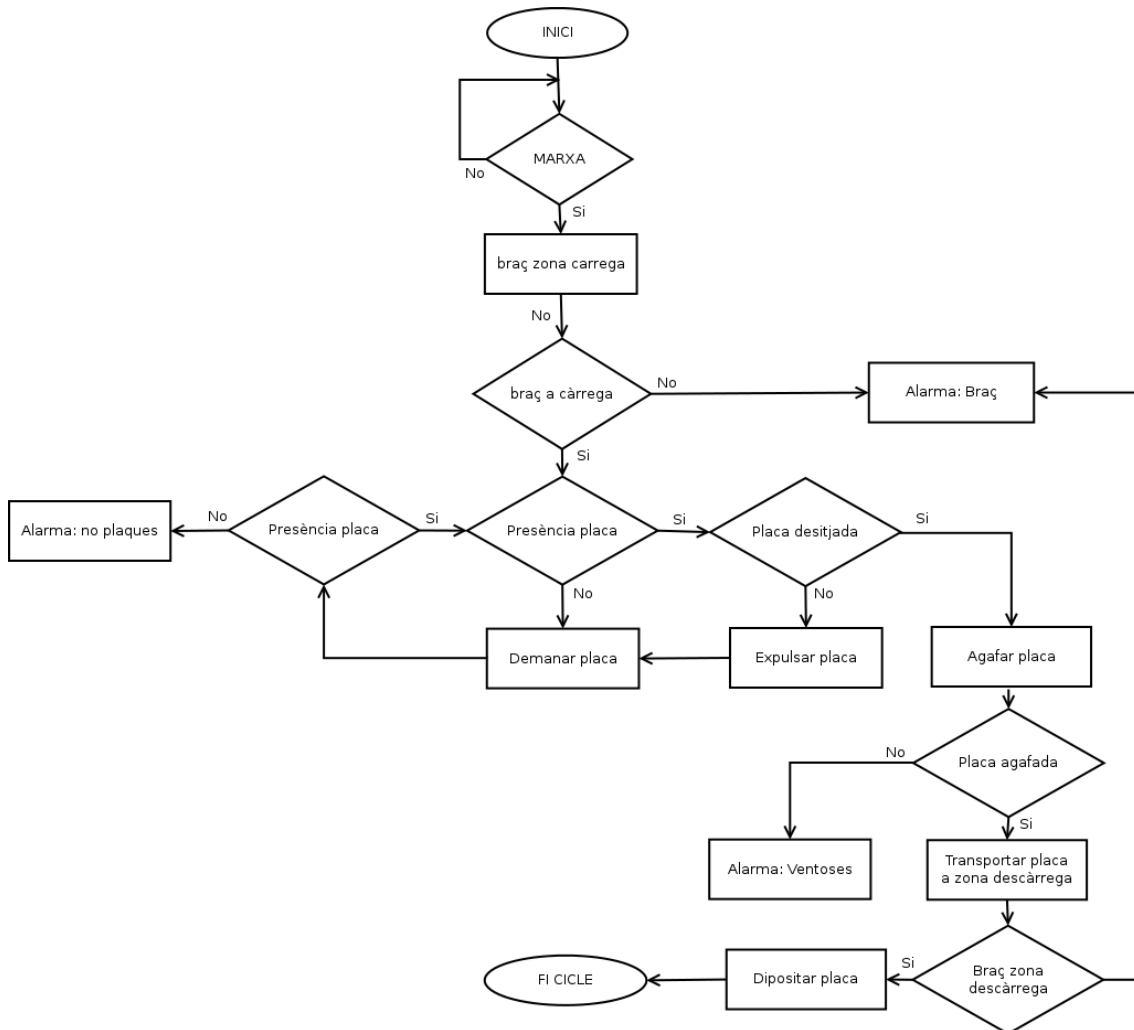 INICI
MARXA
No
Si
braç zona carrega
No
braç a càrrega
No
Alarma: Braç
Si
Alarma: no plaques
No
Presència placa
Si
Presència placa
Si
Placa desitjada
Si
No
No
Demanar placa
Expulsar placa
Agafar placa
No
Placa agafada
Si
Alarma: Ventoses
Transportar placa
a zona descàrrega
FI CICLE
Dipositar placa
Si
Braç zona
descàrrega